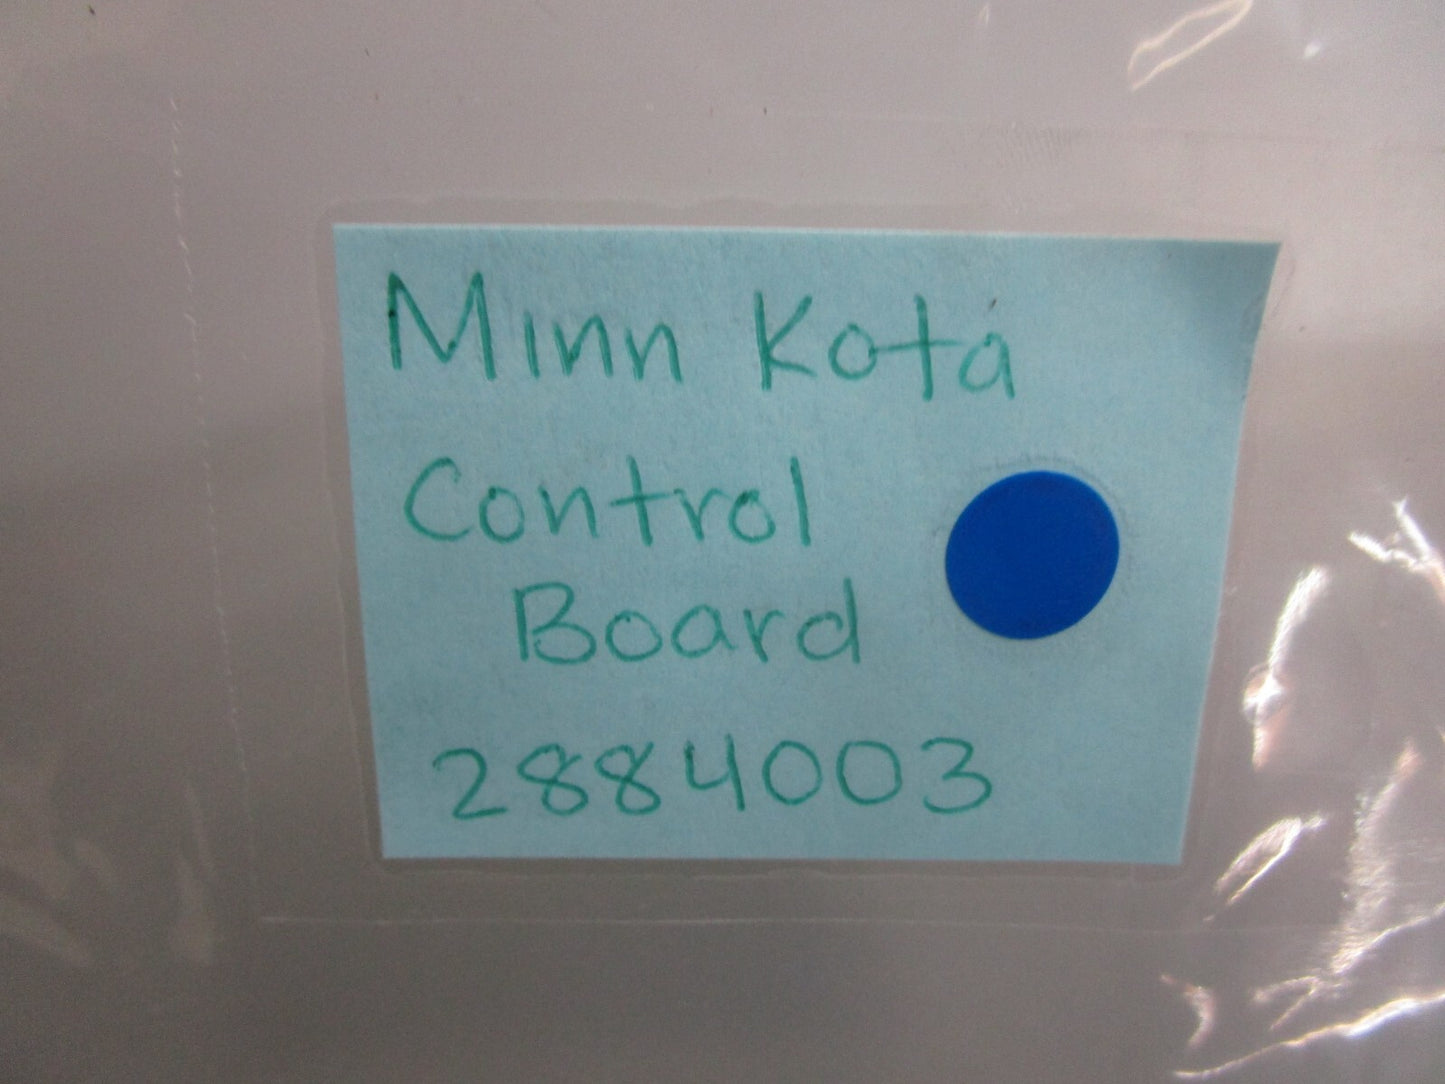 Minn Kota
Control
Board
2884003